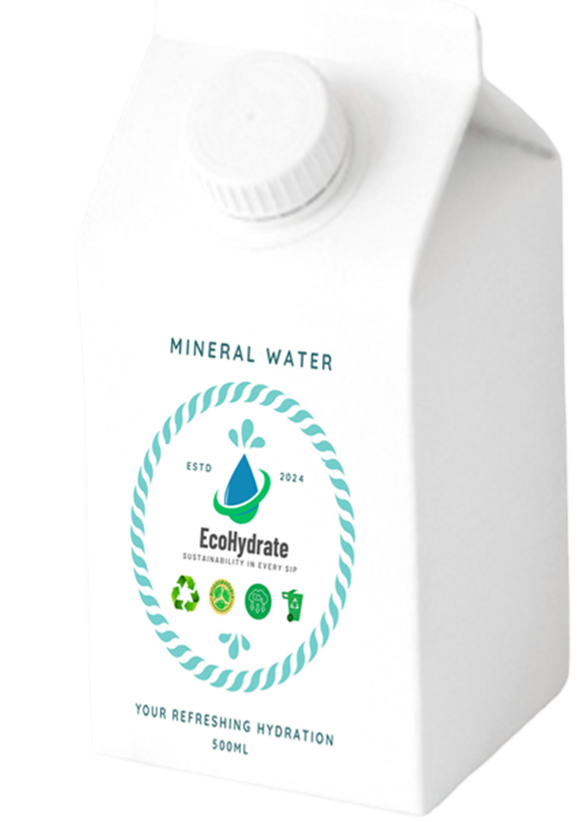 MINERAL WATER
ESTD 2024
EcoHydrate
SUSTAINABILITY IN EVERY SIP
YOUR REFRESHING HYDRATION
500ML